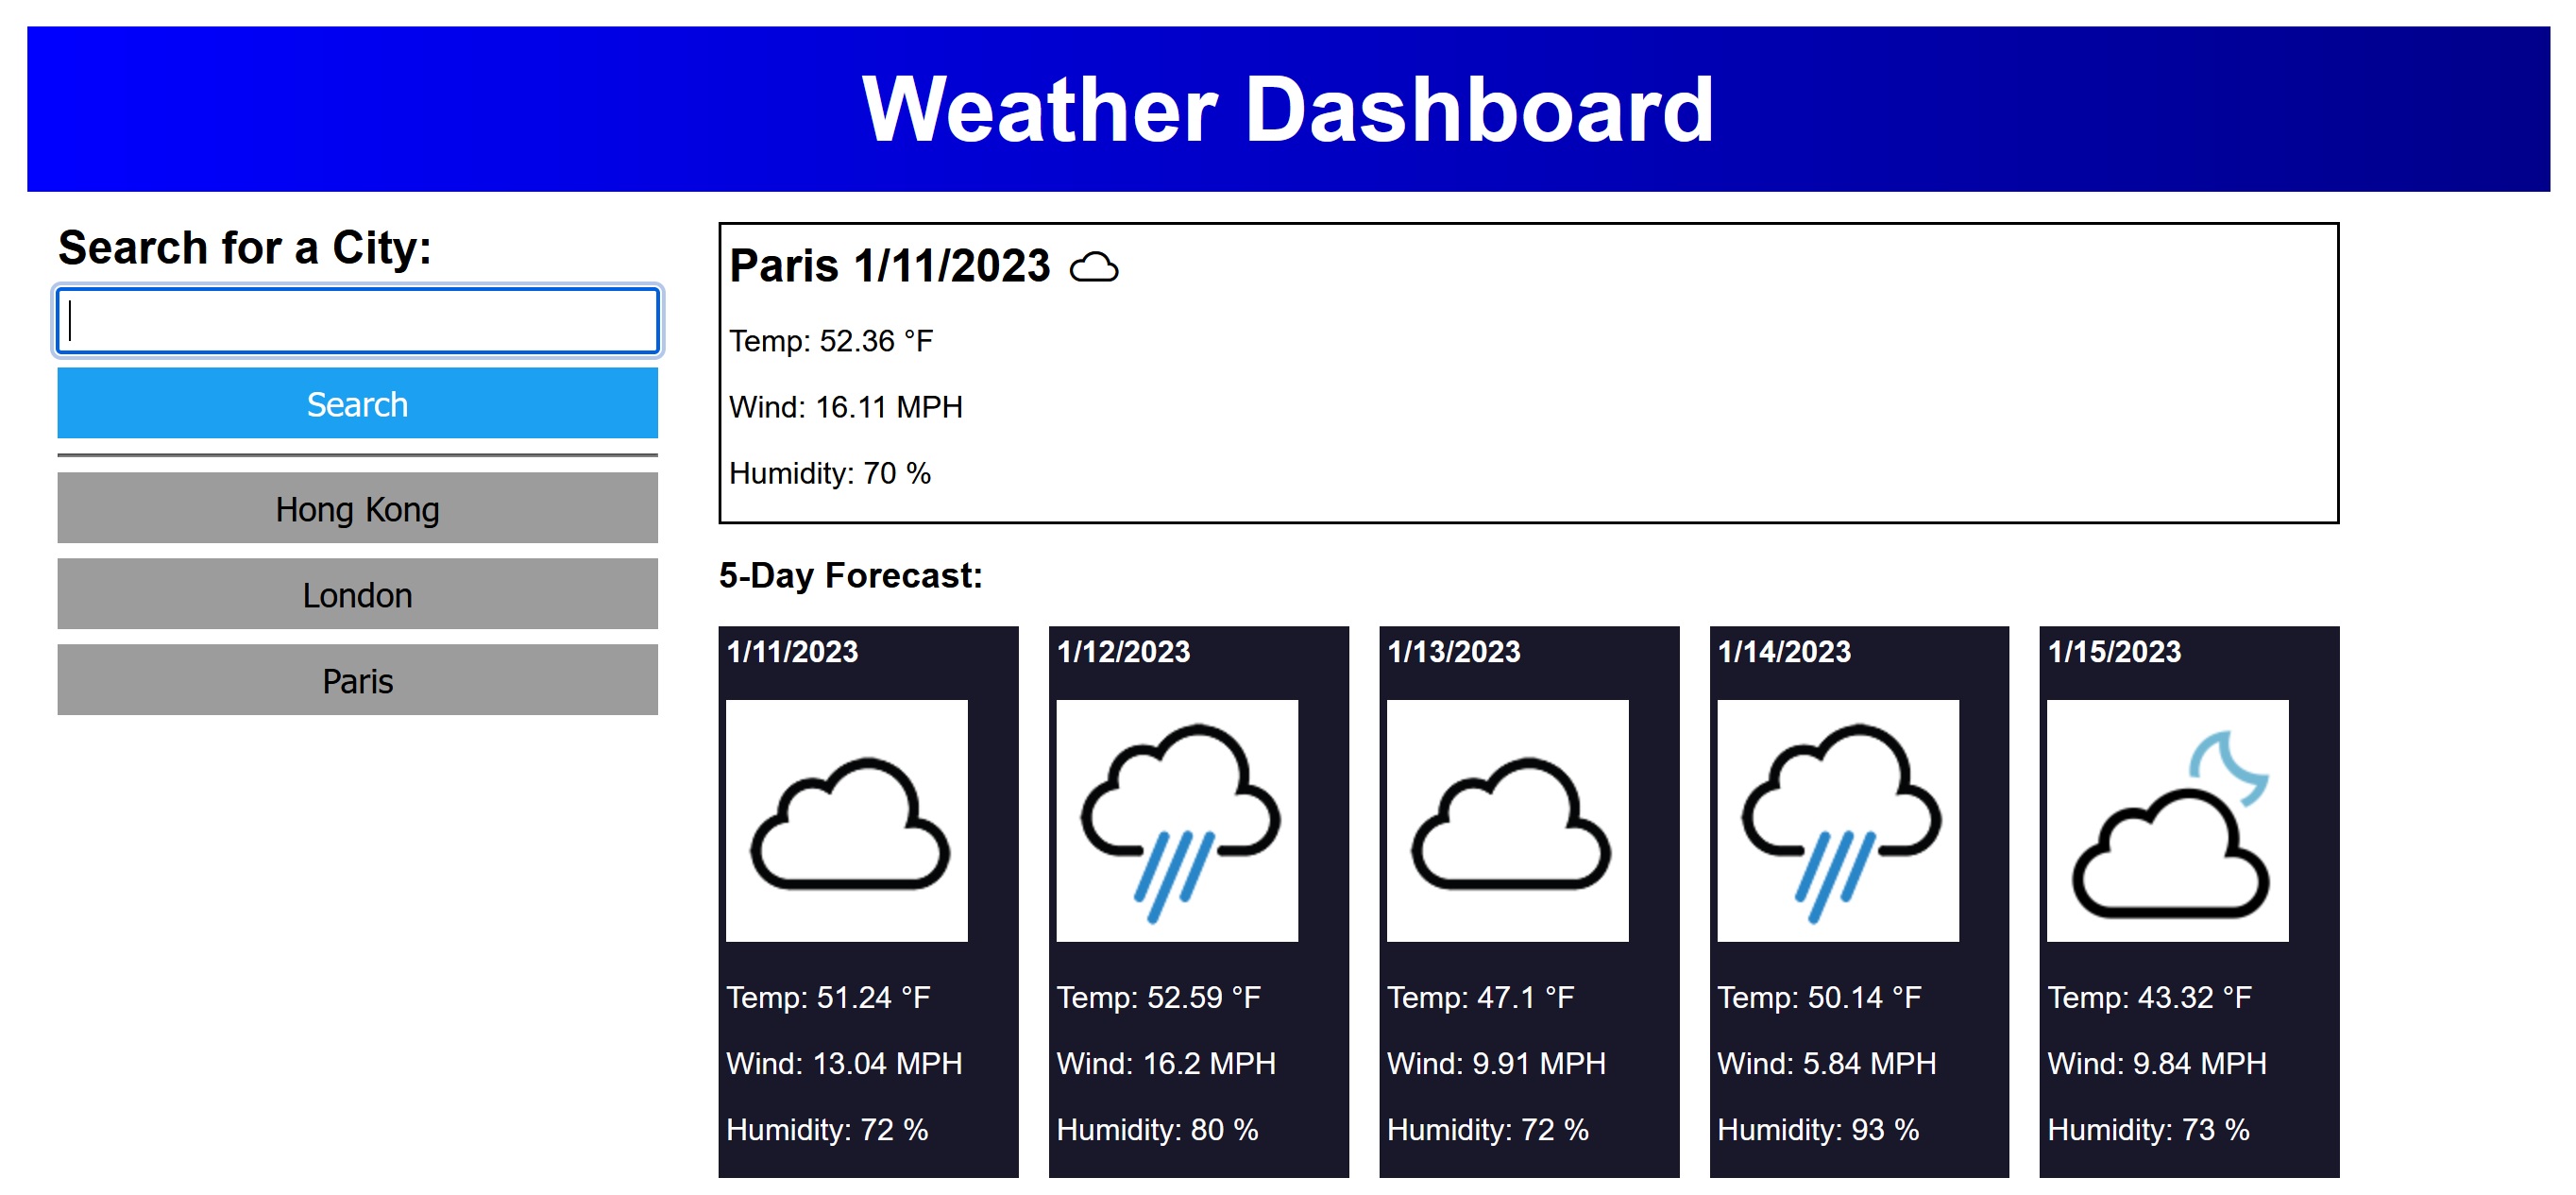 Weather Dashboard
Search for a City:
Search
Hong Kong
London
Paris
Paris 1/11/2023
Temp: 52.36 °F
Wind: 16.11 MPH
Humidity: 70 %
5-Day Forecast:
1/11/2023
Temp: 51.24 °F
Wind: 13.04 MPH
Humidity: 72 %
1/12/2023
Temp: 52.59 °F
Wind: 16.2 MPH
Humidity: 80 %
1/13/2023
Temp: 47.1 °F
Wind: 9.91 MPH
Humidity: 72 %
1/14/2023
Temp: 50.14 °F
Wind: 5.84 MPH
Humidity: 93 %
1/15/2023
Temp: 43.32 °F
Wind: 9.84 MPH
Humidity: 73 %